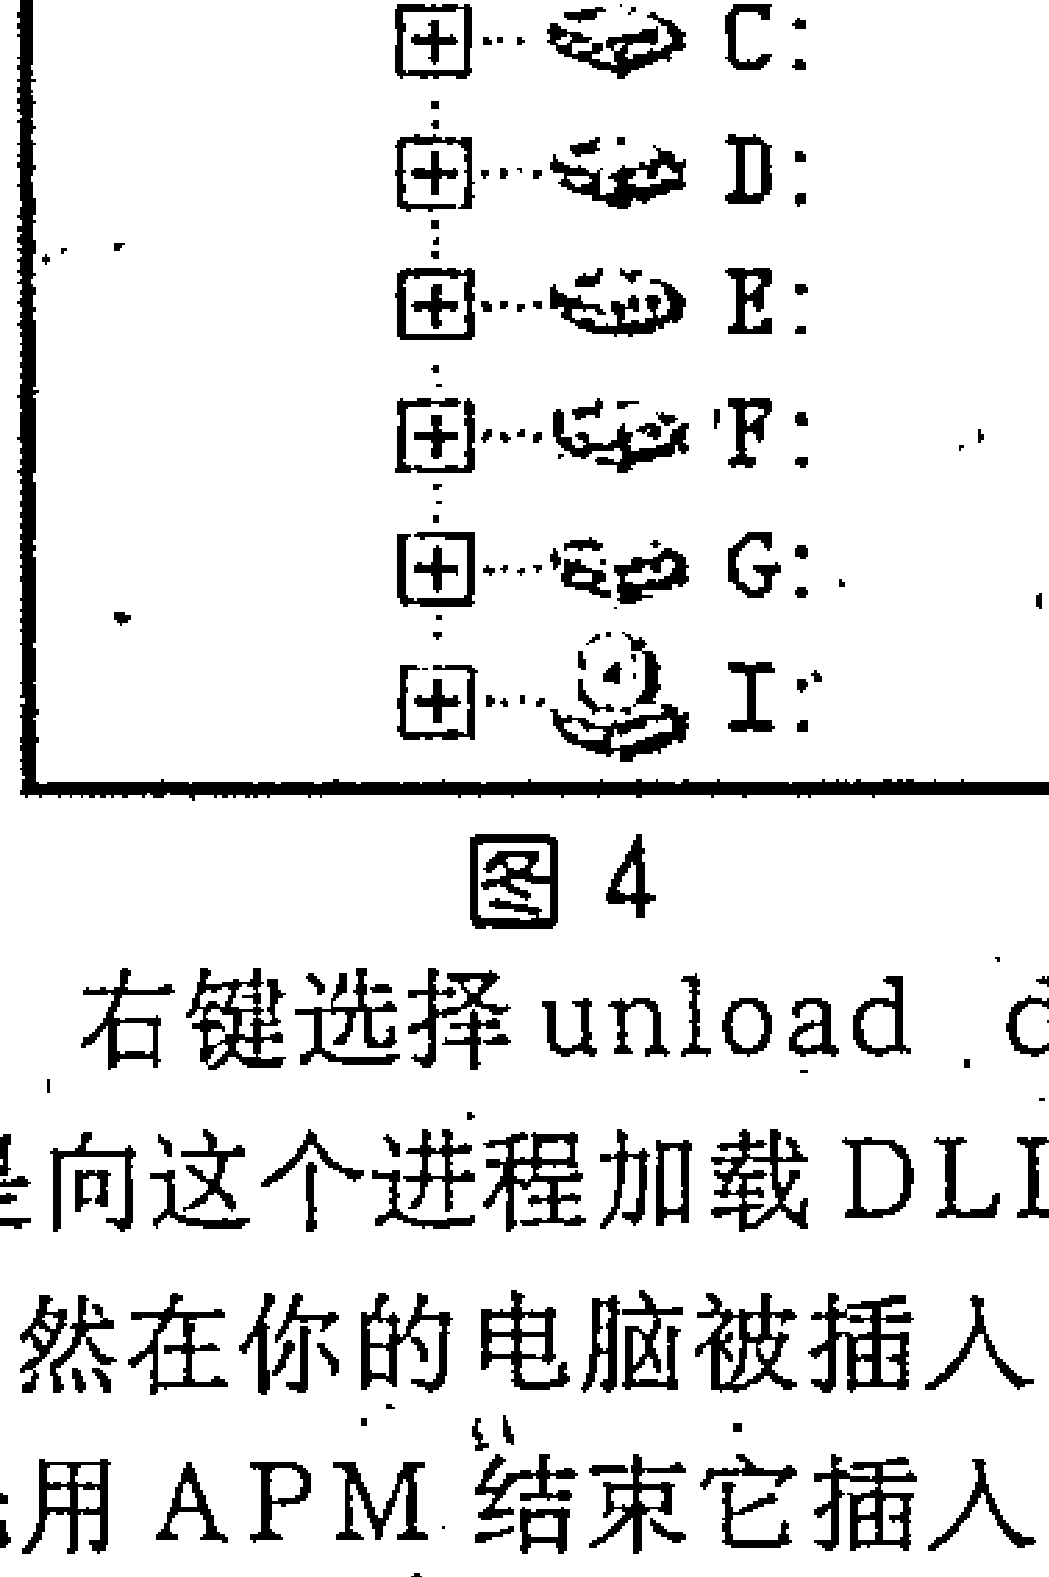 C:
D:
E:
F:
G:
I:
图 4
右键选择 unload
是向这个进程加载 DLL
然在你的电脑被插入
用 APM 结束它插入